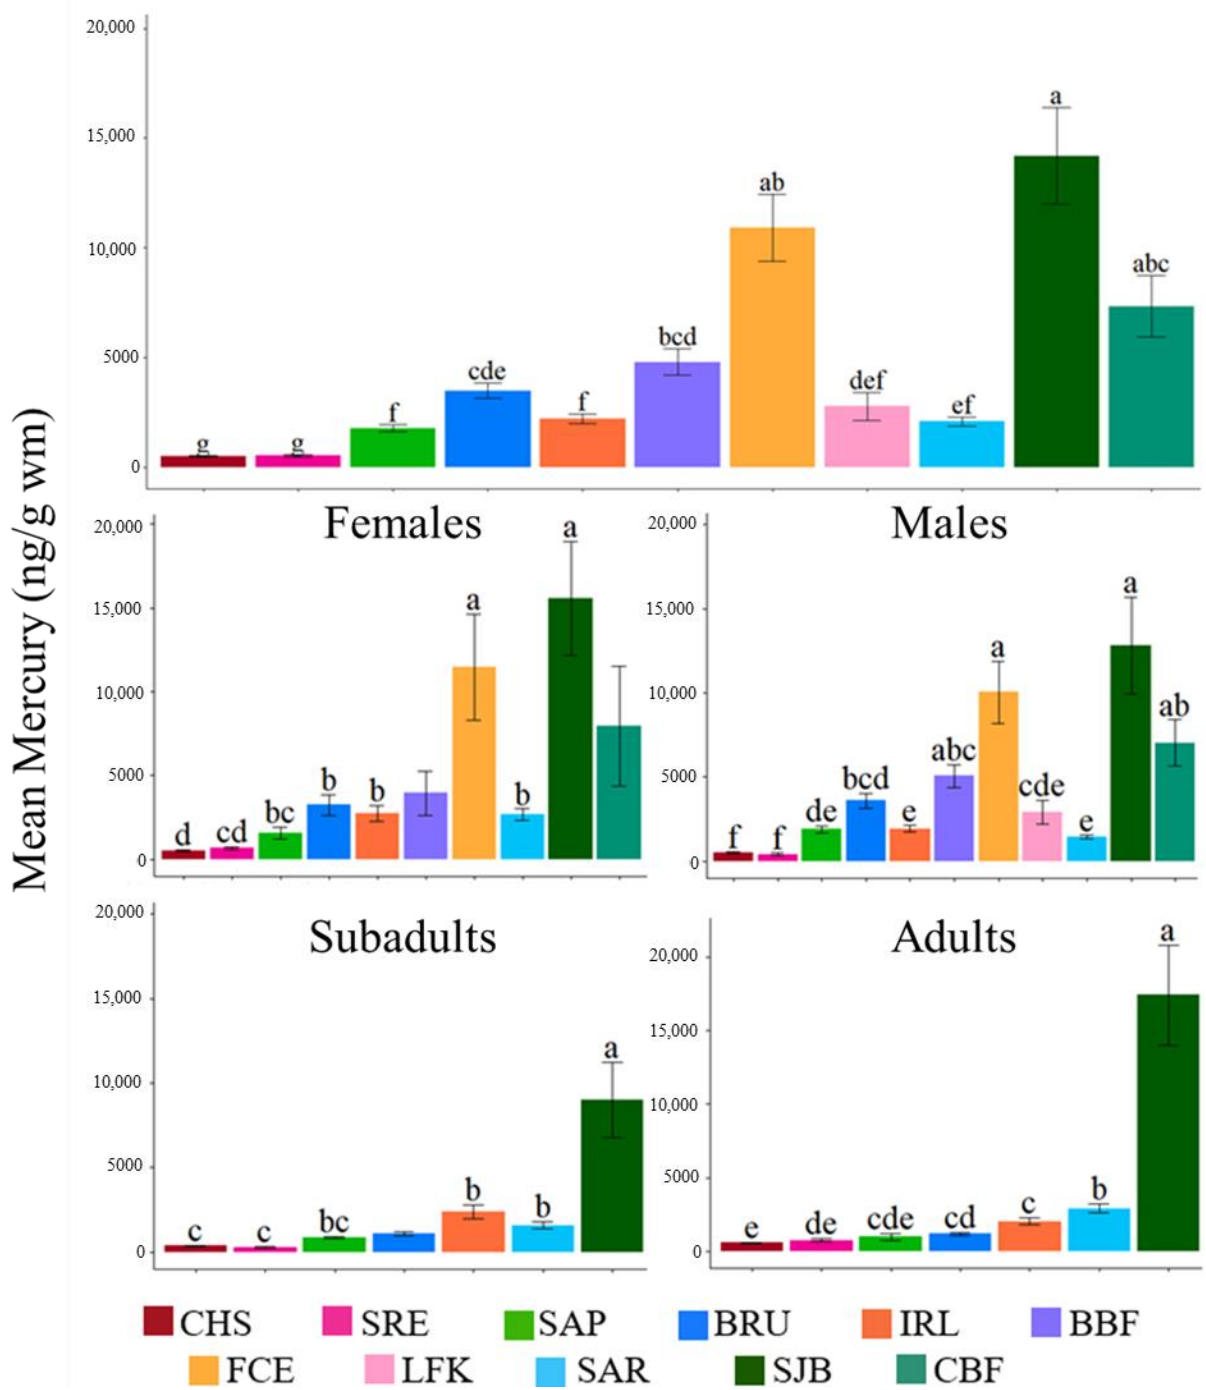 Mean Mercury (ng/g wm)
20,000
15,000
10,000
5000
0
g
g
f
cde
f
bcd
ab
def
ef
a
abc
Females
20,000
15,000
10,000
5000
0
d
cd
bc
b
b
a
b
a
Males
20,000
15,000
10,000
5000
0
f
f
de
bcd
e
abc
a
cde
e
a
ab
Subadults
20,000
15,000
10,000
5000
0
c
c
bc
b
b
a
Adults
20,000
15,000
10,000
5000
0
e
de
cde
cd
c
b
a
CHS SRE SAP BRU IRL BBF
FCE LFK SAR SJB CBF